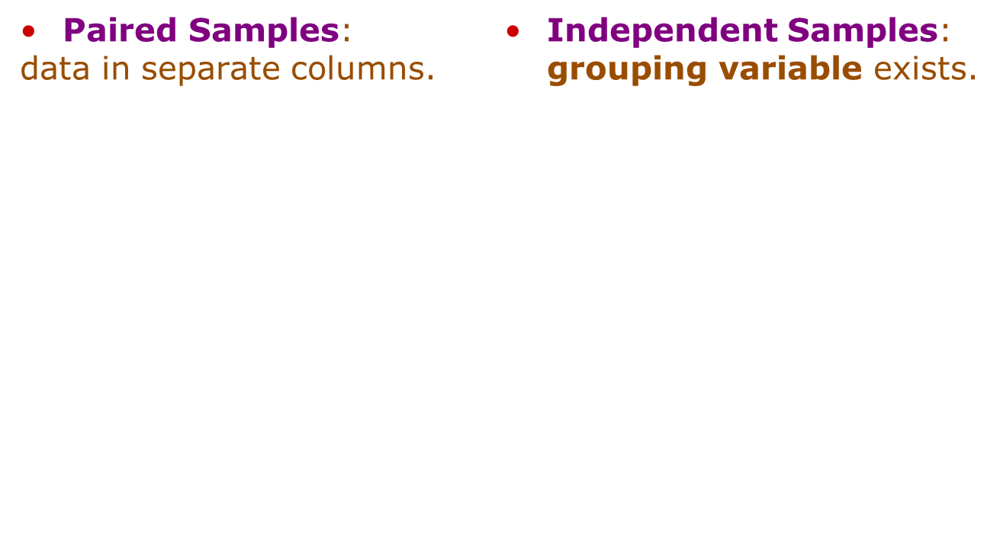 • Paired Samples:
data in separate columns.
• Independent Samples:
grouping variable exists.